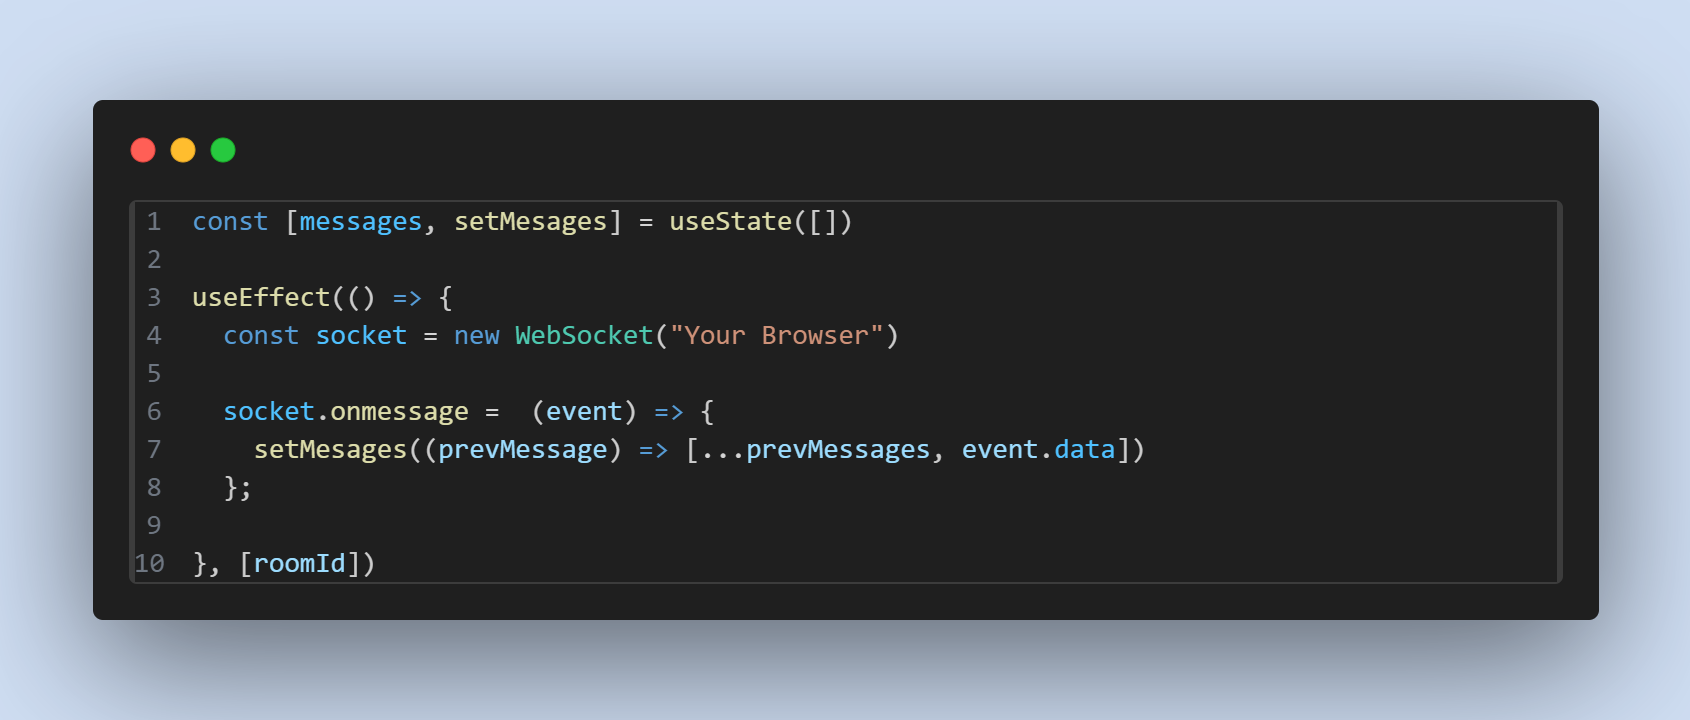 1 const [messages, setMesages] = useState([])
2
3 useEffect(() => {
4   const socket = new WebSocket("Your Browser")
5
6   socket.onmessage =  (event) => {
7     setMesages((prevMessage) => [...prevMessages, event.data])
8   };
9
10 }, [roomId])